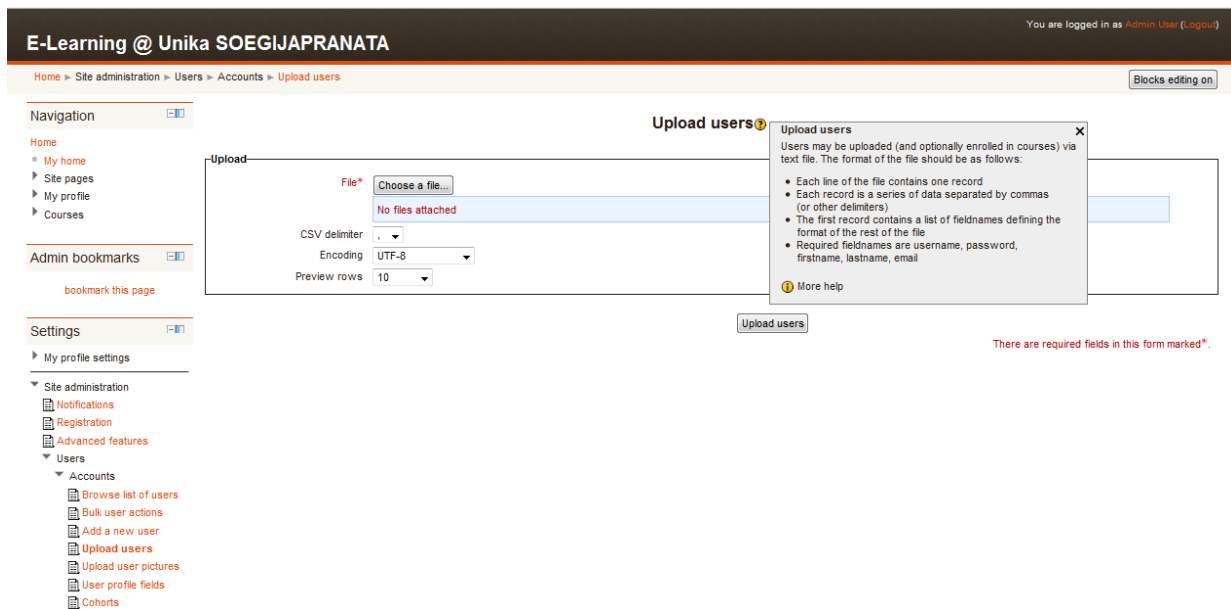 You are logged in as Admin User (Logout)
E-Learning @ Unika SOEGIJAPRANATA
Home ► Site administration ► Users ► Accounts ► Upload users
Blocks editing on
Navigation
Home
My home
Site pages
My profile
Courses
Admin bookmarks
bookmark this page
Settings
My profile settings
Site administration
Notifications
Registration
Advanced features
Users
Accounts
Browse list of users
Bulk user actions
Add a new user
Upload users
Upload user pictures
User profile fields
Cohorts
Upload users
Upload
File*
Choose a file...
No files attached
CSV delimiter ,
Encoding UTF-8
Preview rows 10
Upload users
Users may be uploaded (and optionally enrolled in courses) via
text file. The format of the file should be as follows:
• Each line of the file contains one record
• Each record is a series of data separated by commas
(or other delimiters)
• The first record contains a list of fieldnames defining the
format of the rest of the file
• Required fieldnames are username, password,
firstname, lastname, email
More help
Upload users
There are required fields in this form marked*.